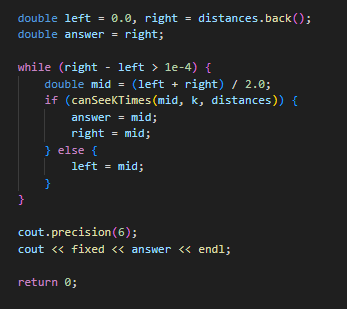 double left = 0.0, right = distances.back();
double answer = right;
while (right - left > 1e-4) {
double mid = (left + right) / 2.0;
if (canSeeKTimes(mid, k, distances)) {
answer = mid;
right = mid;
} else {
left = mid;
}
}
cout.precision(6);
cout << fixed << answer << endl;
return 0;